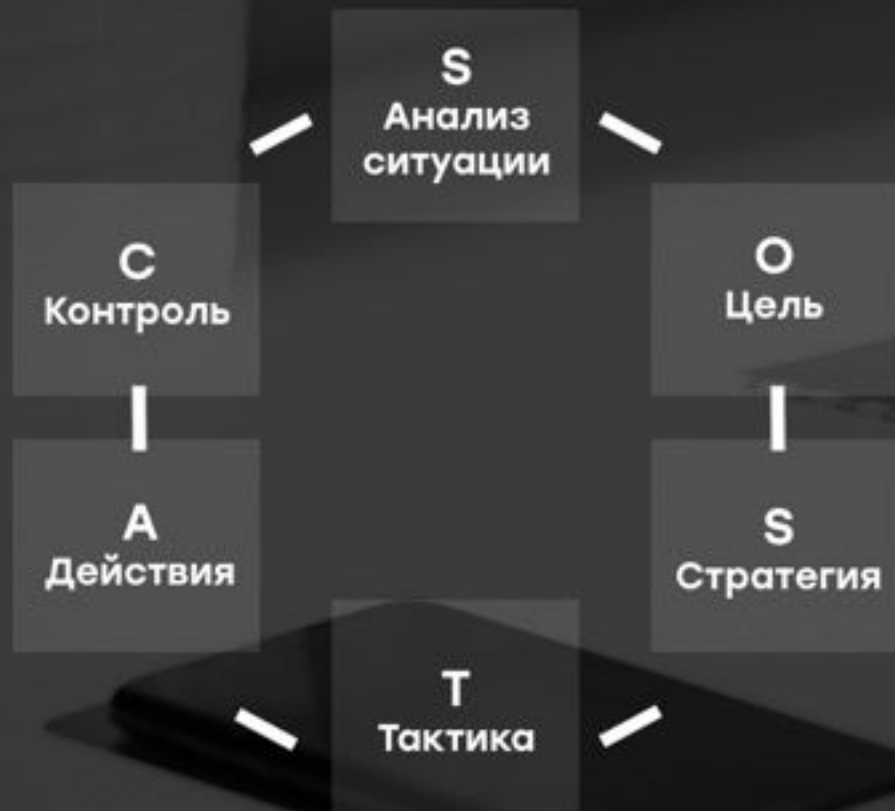 S
Анализ
ситуации
O
Цель
S
Стратегия
T
Тактика
A
Действия
C
Контроль